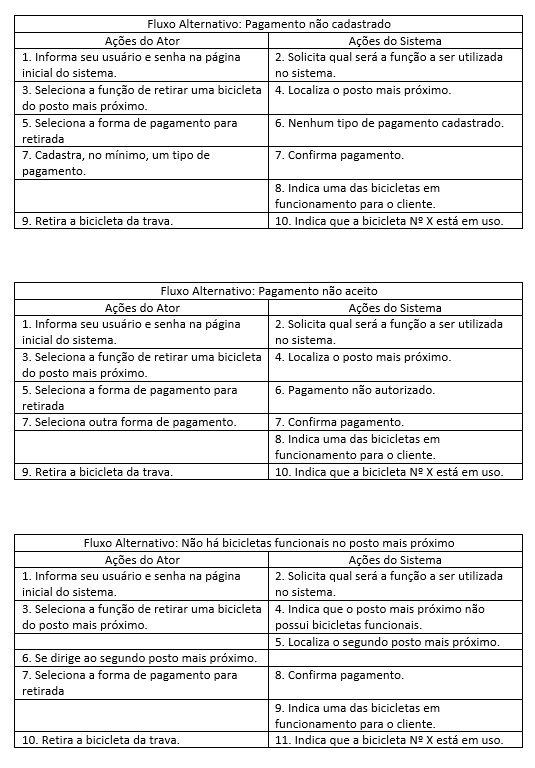 Fluxo Alternativo: Pagamento não cadastrado
Ações do Ator
Ações do Sistema
1. Informa seu usuário e senha na página
inicial do sistema.
2. Solicita qual será a função a ser utilizada
no sistema.
3. Seleciona a função de retirar uma bicicleta
do posto mais próximo.
4. Localiza o posto mais próximo.
5. Seleciona a forma de pagamento para
retirada
6. Nenhum tipo de pagamento cadastrado.
7. Cadastra, no mínimo, um tipo de
pagamento.
7. Confirma pagamento.
8. Indica uma das bicicletas em
funcionamento para o cliente.
9. Retira a bicicleta da trava.
10. Indica que a bicicleta Nº X está em uso.
Fluxo Alternativo: Pagamento não aceito
Ações do Ator
Ações do Sistema
1. Informa seu usuário e senha na página
inicial do sistema.
2. Solicita qual será a função a ser utilizada
no sistema.
3. Seleciona a função de retirar uma bicicleta
do posto mais próximo.
4. Localiza o posto mais próximo.
5. Seleciona a forma de pagamento para
retirada
6. Pagamento não autorizado.
7. Seleciona outra forma de pagamento.
7. Confirma pagamento.
8. Indica uma das bicicletas em
funcionamento para o cliente.
9. Retira a bicicleta da trava.
10. Indica que a bicicleta Nº X está em uso.
Fluxo Alternativo: Não há bicicletas funcionais no posto mais próximo
Ações do Ator
Ações do Sistema
1. Informa seu usuário e senha na página
inicial do sistema.
2. Solicita qual será a função a ser utilizada
no sistema.
3. Seleciona a função de retirar uma bicicleta
do posto mais próximo.
4. Indica que o posto mais próximo não
possui bicicletas funcionais.
5. Localiza o segundo posto mais próximo.
6. Se dirige ao segundo posto mais próximo.
7. Seleciona a forma de pagamento para
retirada
8. Confirma pagamento.
9. Indica uma das bicicletas em
funcionamento para o cliente.
10. Retira a bicicleta da trava.
11. Indica que a bicicleta Nº X está em uso.